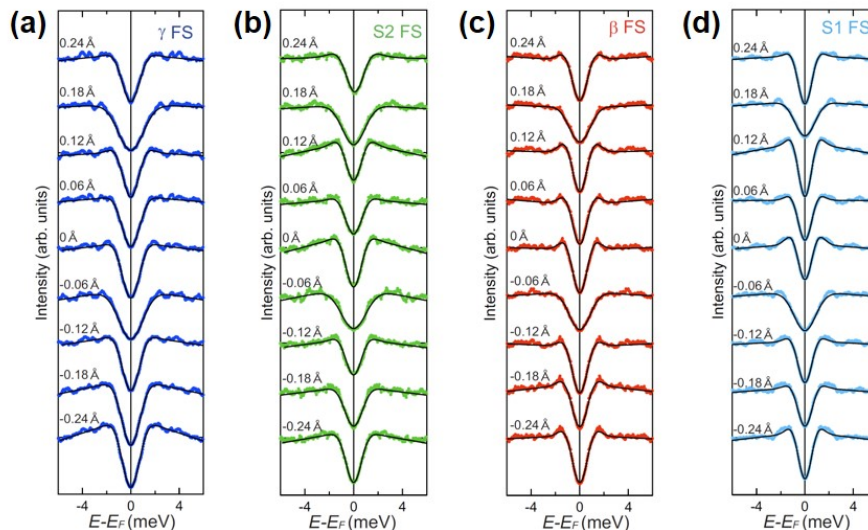 (a)
γ FS
0.24 Å
0.18 Å
0.12 Å
0.06 Å
0 Å
-0.06 Å
-0.12 Å
-0.18 Å
-0.24 Å
Intensity (arb. units)
-4 0 4
E-EF (meV)
(b)
S2 FS
0.24 Å
0.18 Å
0.12 Å
0.06 Å
0 Å
-0.06 Å
-0.12 Å
-0.18 Å
-0.24 Å
Intensity (arb. units)
-4 0 4
E-EF (meV)
(c)
β FS
0.24 Å
0.18 Å
0.12 Å
0.06 Å
0Å
-0.06 Å
-0.12 Å
-0.18 Å
-0.24 Å
Intensity (arb. units)
-4 0 4
E-EF (meV)
(d)
S1 FS
0.24 Å
0.18 Å
0.12 Å
0.06 Å
0 Å
-0.06 Å
-0.12 Å
-0.18 Å
-0.24 Å
Intensity (arb. units)
-4 0 4
E-EF (meV)